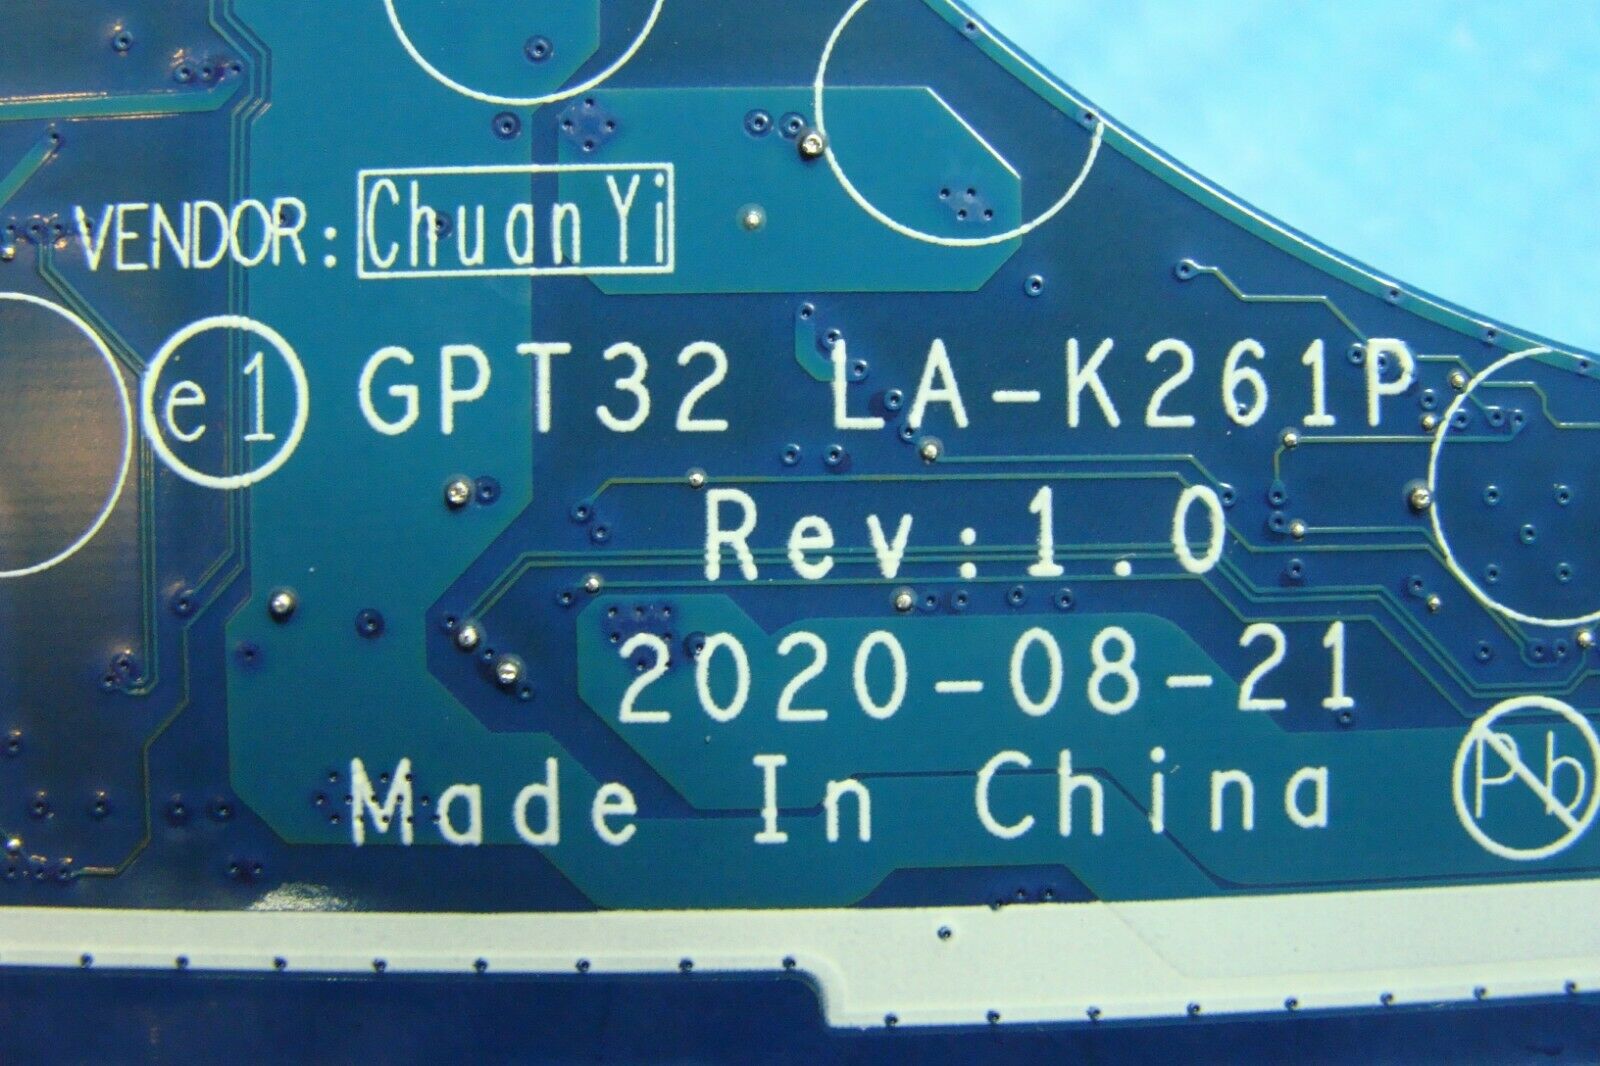 VENDOR: ChuanYi
e1 GPT32 LA-K261P
Rev:1.0
2020-08-21
Made In China
Pb